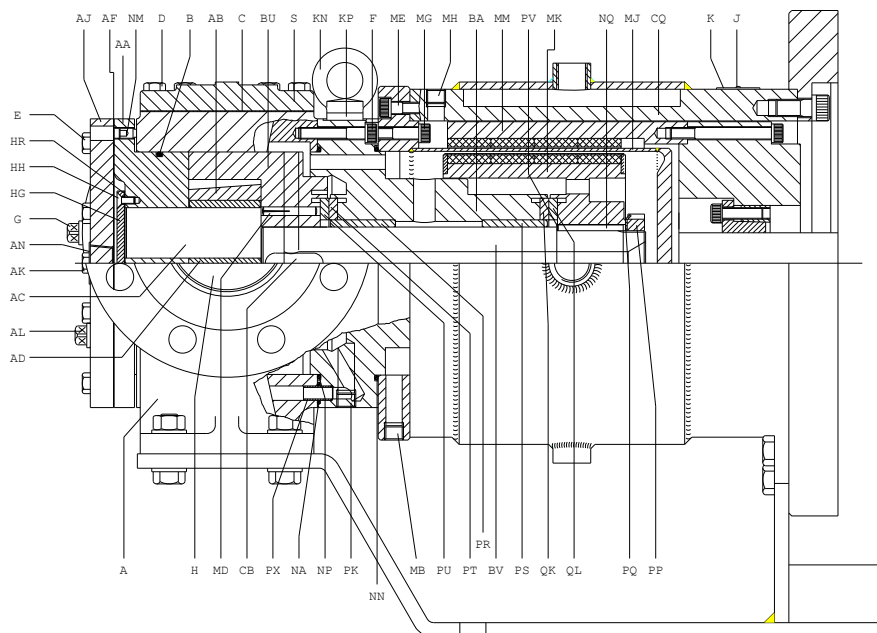 AJ AF NM D B AB C BU S KN KP F ME MG MH BA MM PV MK NQ MJ CQ K J
AA
E
HR
HH
HG
G
AN
AK
AC
AL
AD
PR
A H MD CB PX NA NP PK MB PU PT BV PS QK QL PQ PP
NN